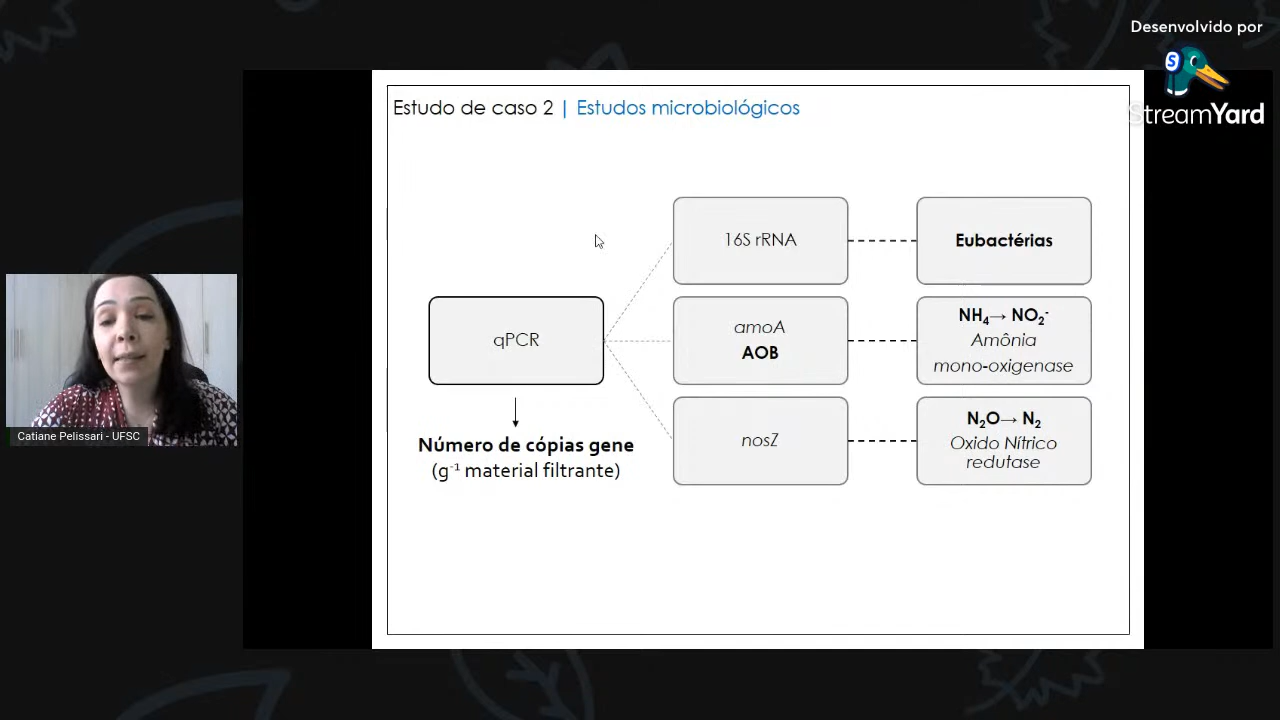 Desenvolvido por
StreamYard
Estudo de caso 2 | Estudos microbiológicos
16S rRNA
Eubactérias
qPCR
amoA
AOB
NH₄→ NO₂⁻
Amônia
mono-oxigenase
Número de cópias gene
(g⁻¹ material filtrante)
nosZ
N₂O→ N₂
Oxido Nítrico
redutase
Catiane Pelissari - UFSC